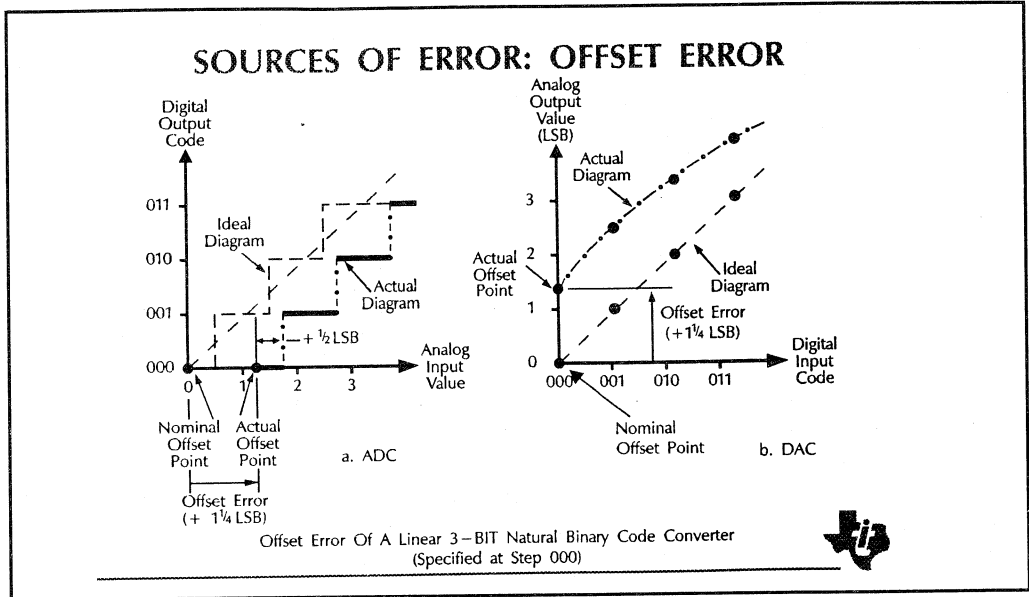 SOURCES OF ERROR: OFFSET ERROR
Digital
Output
Code
011
010
001
000
0
1
2
3
Ideal
Diagram
Actual
Diagram
+ ½ LSB
Analog
Input
Value
Nominal
Offset
Point
Actual
Offset
Point
Offset Error
(+ 1¼ LSB)
a. ADC
Analog
Output
Value
(LSB)
3
2
1
0
Actual
Diagram
Actual
Offset
Point
Ideal
Diagram
Offset Error
(+1¼ LSB)
Digital
Input
Code
000
001
010
011
Nominal
Offset Point
b. DAC
Offset Error Of A Linear 3-BIT Natural Binary Code Converter
(Specified at Step 000)
ti